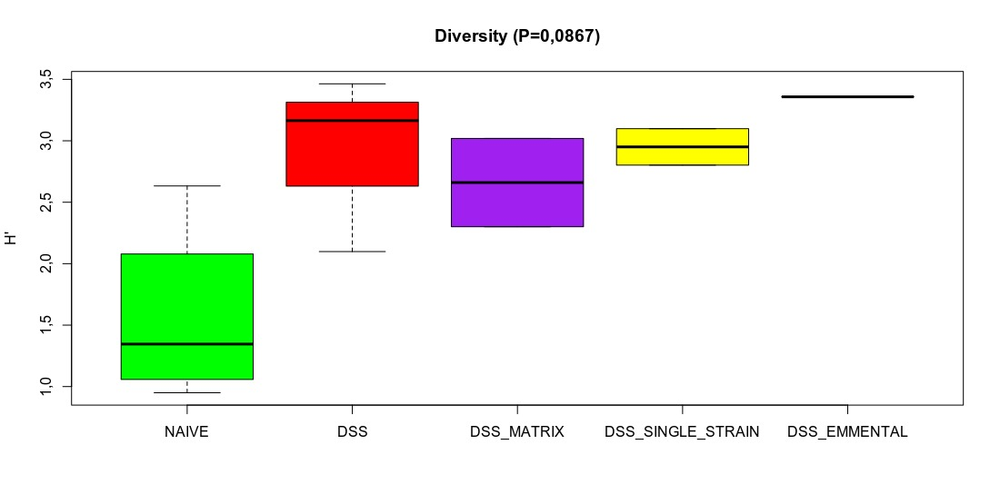 Diversity (P=0,0867)
H'
3,5
3,0
2,5
2,0
1,5
1,0
NAIVE DSS DSS_MATRIX DSS_SINGLE_STRAIN DSS_EMMENTAL